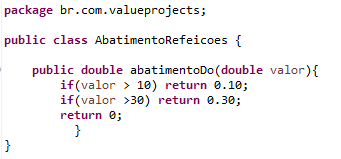 package br.com.valueprojects;
public class AbatimentoRefeicoes {
public double abatimentoDo(double valor){
if(valor > 10) return 0.10;
if(valor >30) return 0.30;
return 0;
}
}